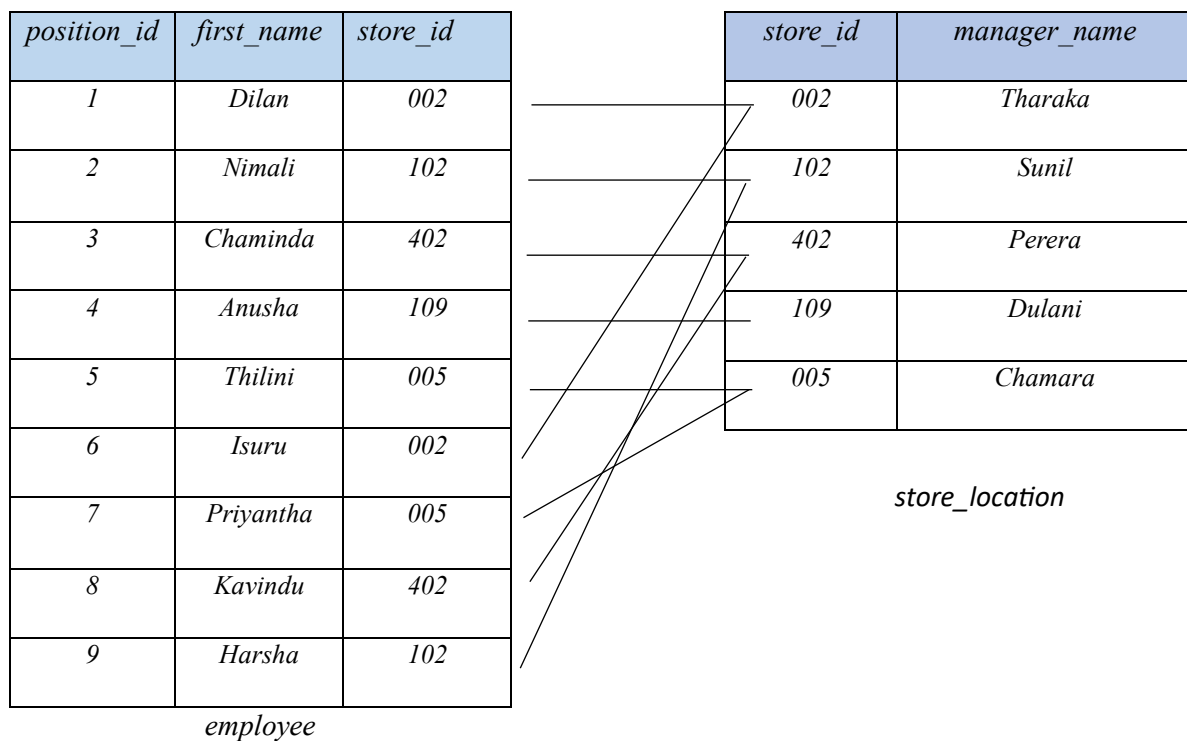 position_id first_name store_id
1 Dilan 002
2 Nimali 102
3 Chaminda 402
4 Anusha 109
5 Thilini 005
6 Isuru 002
7 Priyantha 005
8 Kavindu 402
9 Harsha 102
employee
store_id manager_name
002 Tharaka
102 Sunil
402 Perera
109 Dulani
005 Chamara
store_location